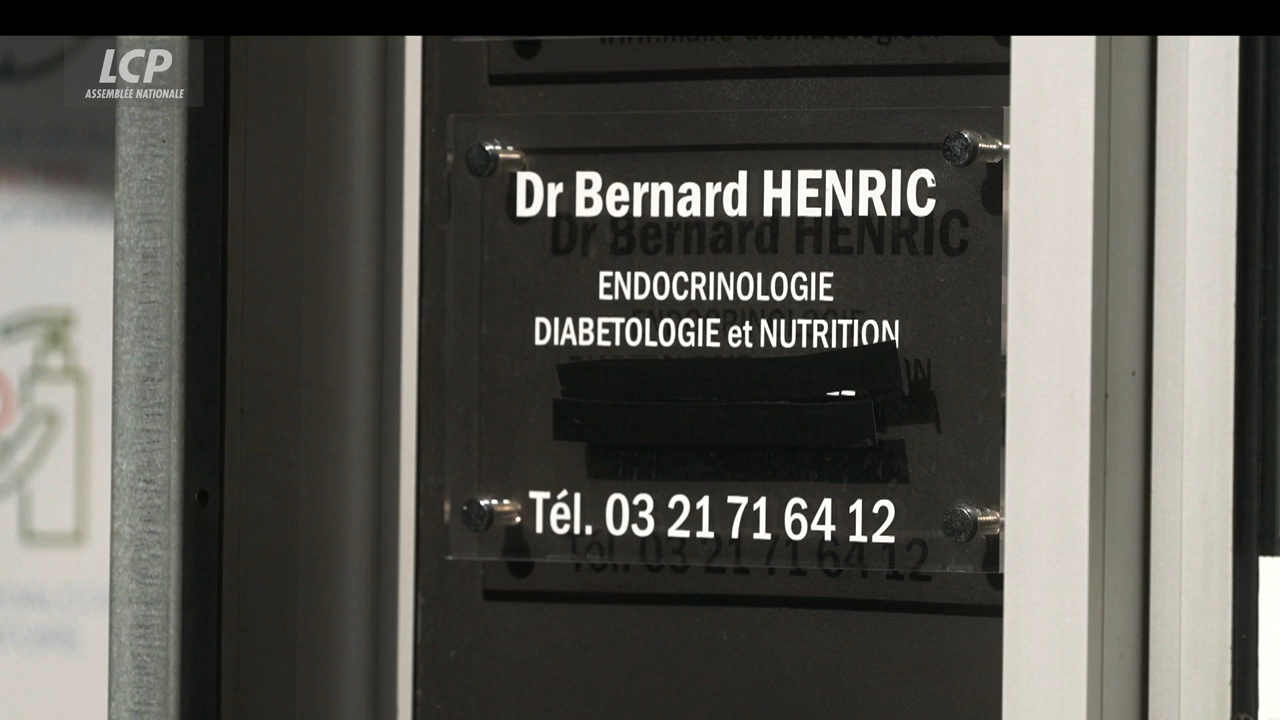 LCP
ASSEMBLÉE NATIONALE
Dr Bernard HENRIC
ENDOCRINOLOGIE
DIABETOLOGIE et NUTRITION
Tél. 03 21 71 64 12